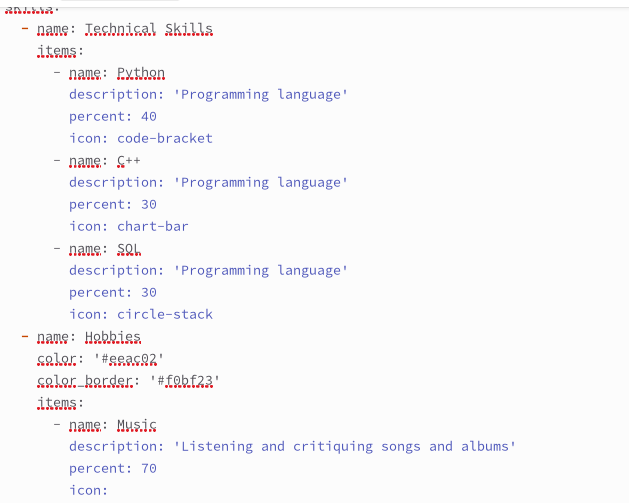 skills:
- name: Technical Skills
items:
- name: Python
description: 'Programming language'
percent: 40
icon: code-bracket
- name: C++
description: 'Programming language'
percent: 30
icon: chart-bar
- name: SQL
description: 'Programming language'
percent: 30
icon: circle-stack
- name: Hobbies
color: '#eeac02'
color_border: '#f0bf23'
items:
- name: Music
description: 'Listening and critiquing songs and albums'
percent: 70
icon: